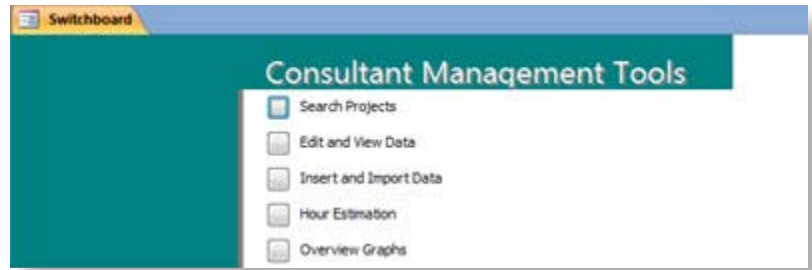 Switchboard
Consultant Management Tools
Search Projects
Edit and View Data
Insert and Import Data
Hour Estimation
Overview Graphs